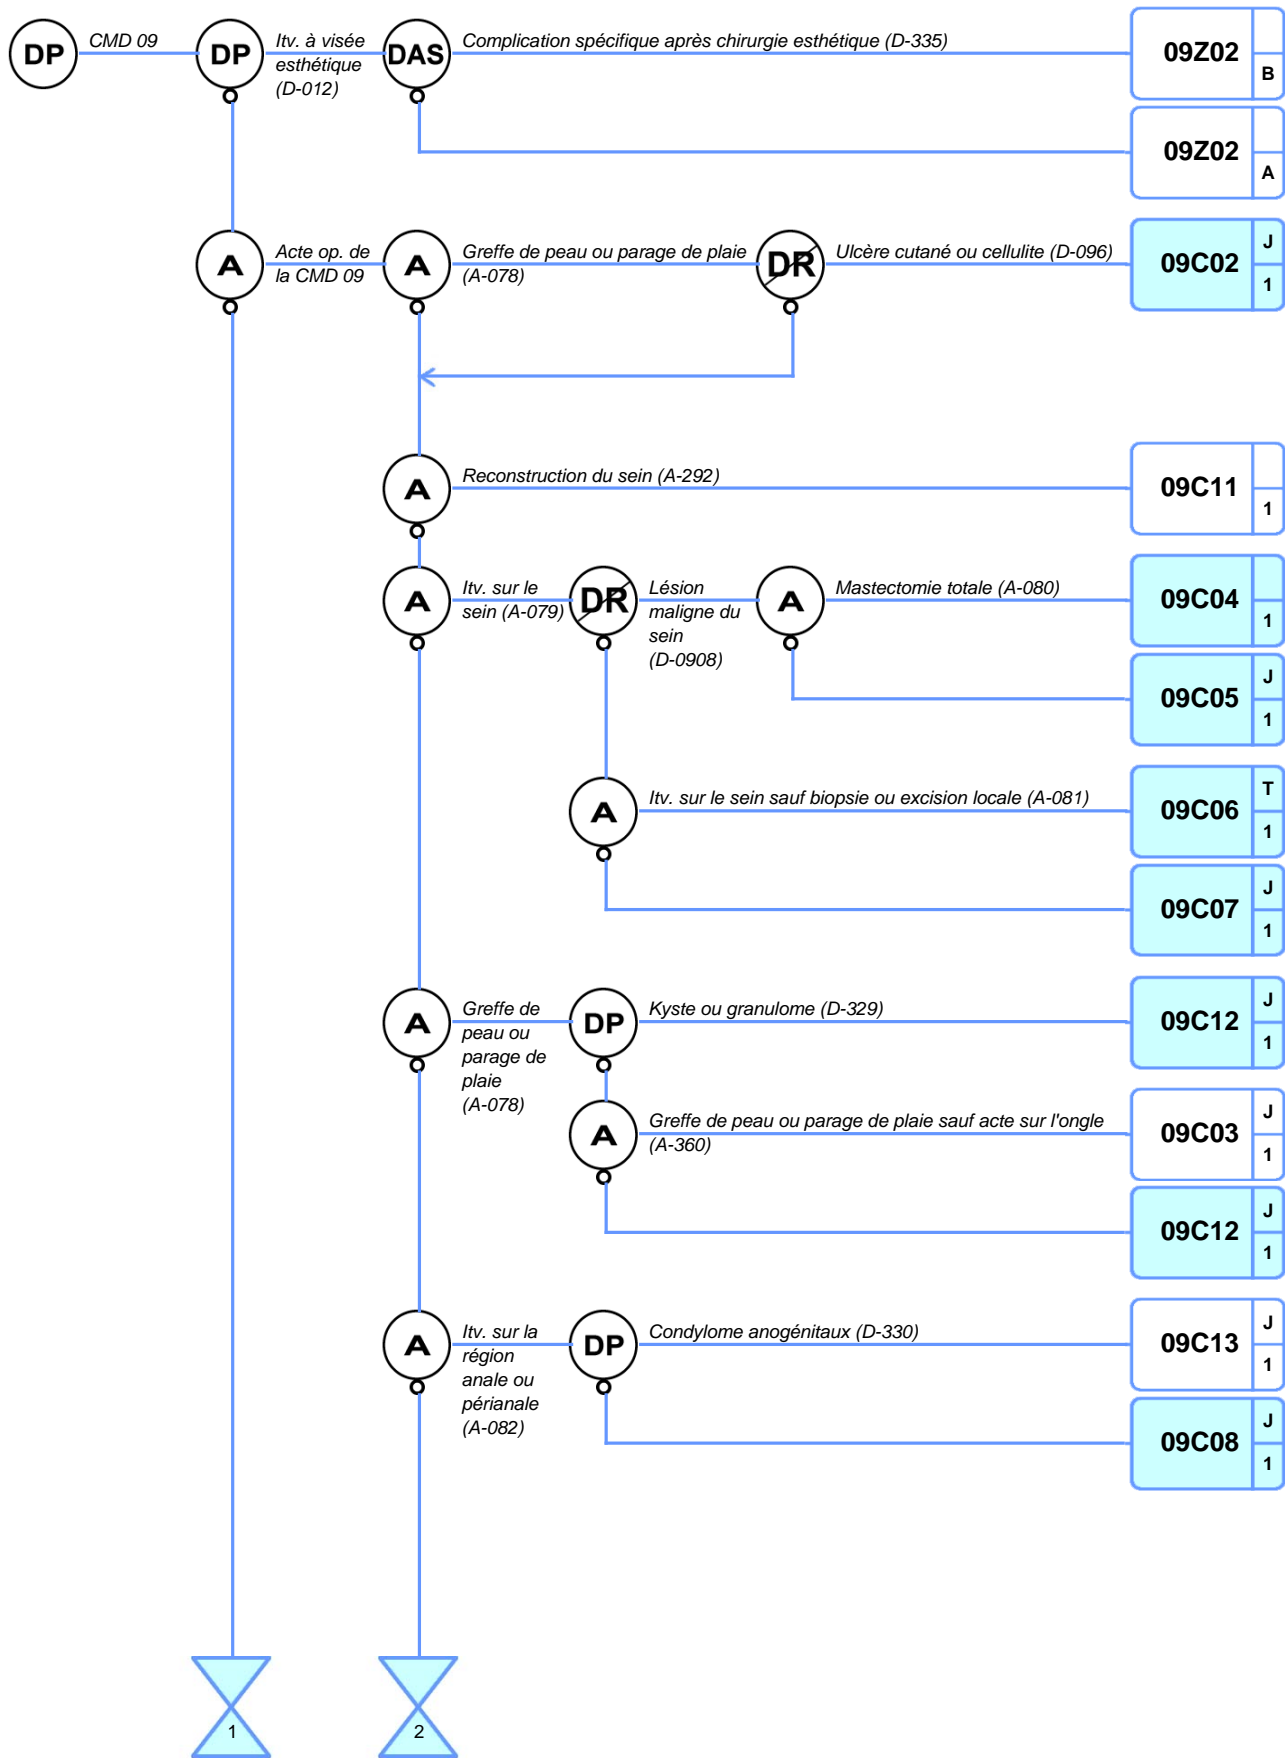 DP
CMD 09
DP
Itv. à visée
esthétique
(D-012)
DAS
Complication spécifique après chirurgie esthétique (D-335)
09Z02
B
09Z02
A
A
Acte op. de
la CMD 09
A
Greffe de peau ou parage de plaie
(A-078)
DR
Ulcère cutané ou cellulite (D-096)
09C02
J
1
A
Reconstruction du sein (A-292)
09C11
1
A
Itv. sur le
sein (A-079)
DR
Lésion
maligne du
sein
(D-0908)
A
Mastectomie totale (A-080)
09C04
1
09C05
J
1
A
Itv. sur le sein sauf biopsie ou excision locale (A-081)
09C06
T
1
09C07
J
1
A
Greffe de
peau ou
parage de
plaie
(A-078)
DP
Kyste ou granulome (D-329)
09C12
J
1
A
Greffe de peau ou parage de plaie sauf acte sur l'ongle
(A-360)
09C03
J
1
09C12
J
1
A
Itv. sur la
région
anale ou
périanale
(A-082)
DP
Condylome anogénitaux (D-330)
09C13
J
1
09C08
J
1
1
2